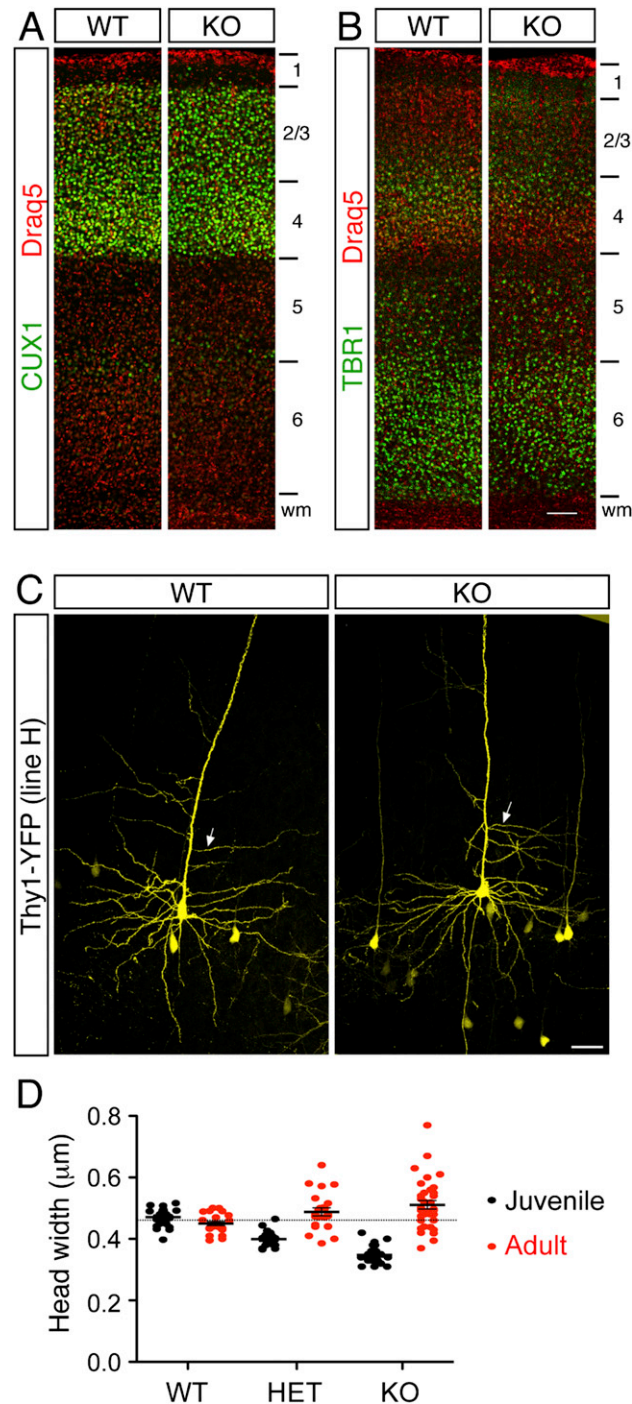 A
WT
KO
CUX1 Draq5
1
2/3
4
5
6
wm
B
WT
KO
TBR1 Draq5
1
2/3
4
5
6
wm
C
WT
KO
Thy1-YFP (line H)
D
Head width (μm)
0.8
0.6
0.4
0.2
0.0
WT
HET
KO
Juvenile
Adult